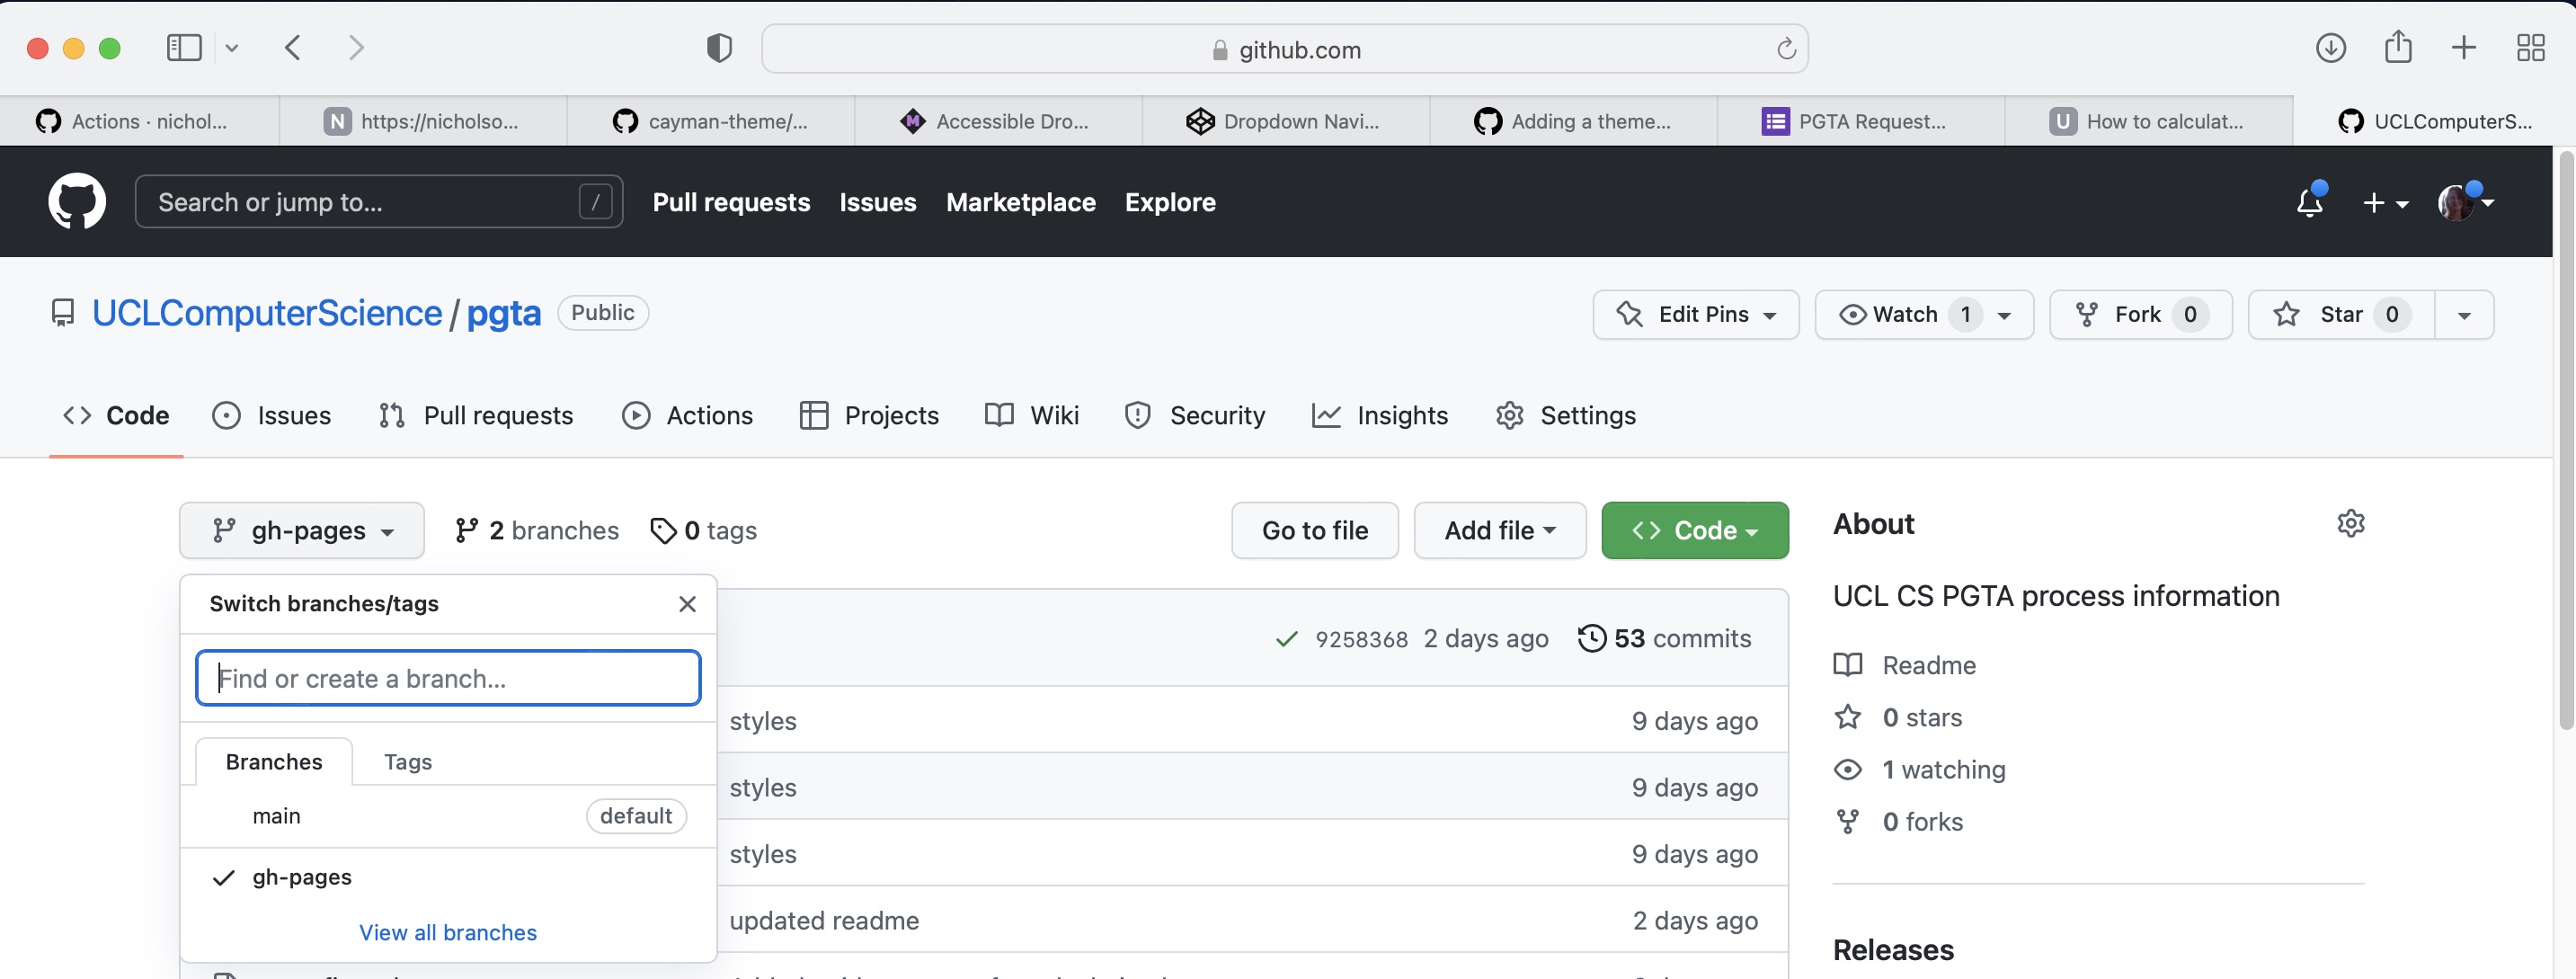 github.com
Actions · nichol...
N https://nicholso...
cayman-theme/...
M Accessible Dro...
Dropdown Navi...
Adding a theme...
PGTA Request...
U How to calculat...
UCLComputerS...
Search or jump to... /
Pull requests Issues Marketplace Explore
UCLComputerScience / pgta Public
Edit Pins Watch 1 Fork 0 Star 0
Code Issues Pull requests Actions Projects Wiki Security Insights Settings
gh-pages 2 branches 0 tags
Go to file Add file Code
Switch branches/tags
Find or create a branch...
Branches Tags
main default
gh-pages
View all branches
9258368 2 days ago 53 commits
styles 9 days ago
styles 9 days ago
styles 9 days ago
updated readme 2 days ago
About
UCL CS PGTA process information
Readme
0 stars
1 watching
0 forks
Releases